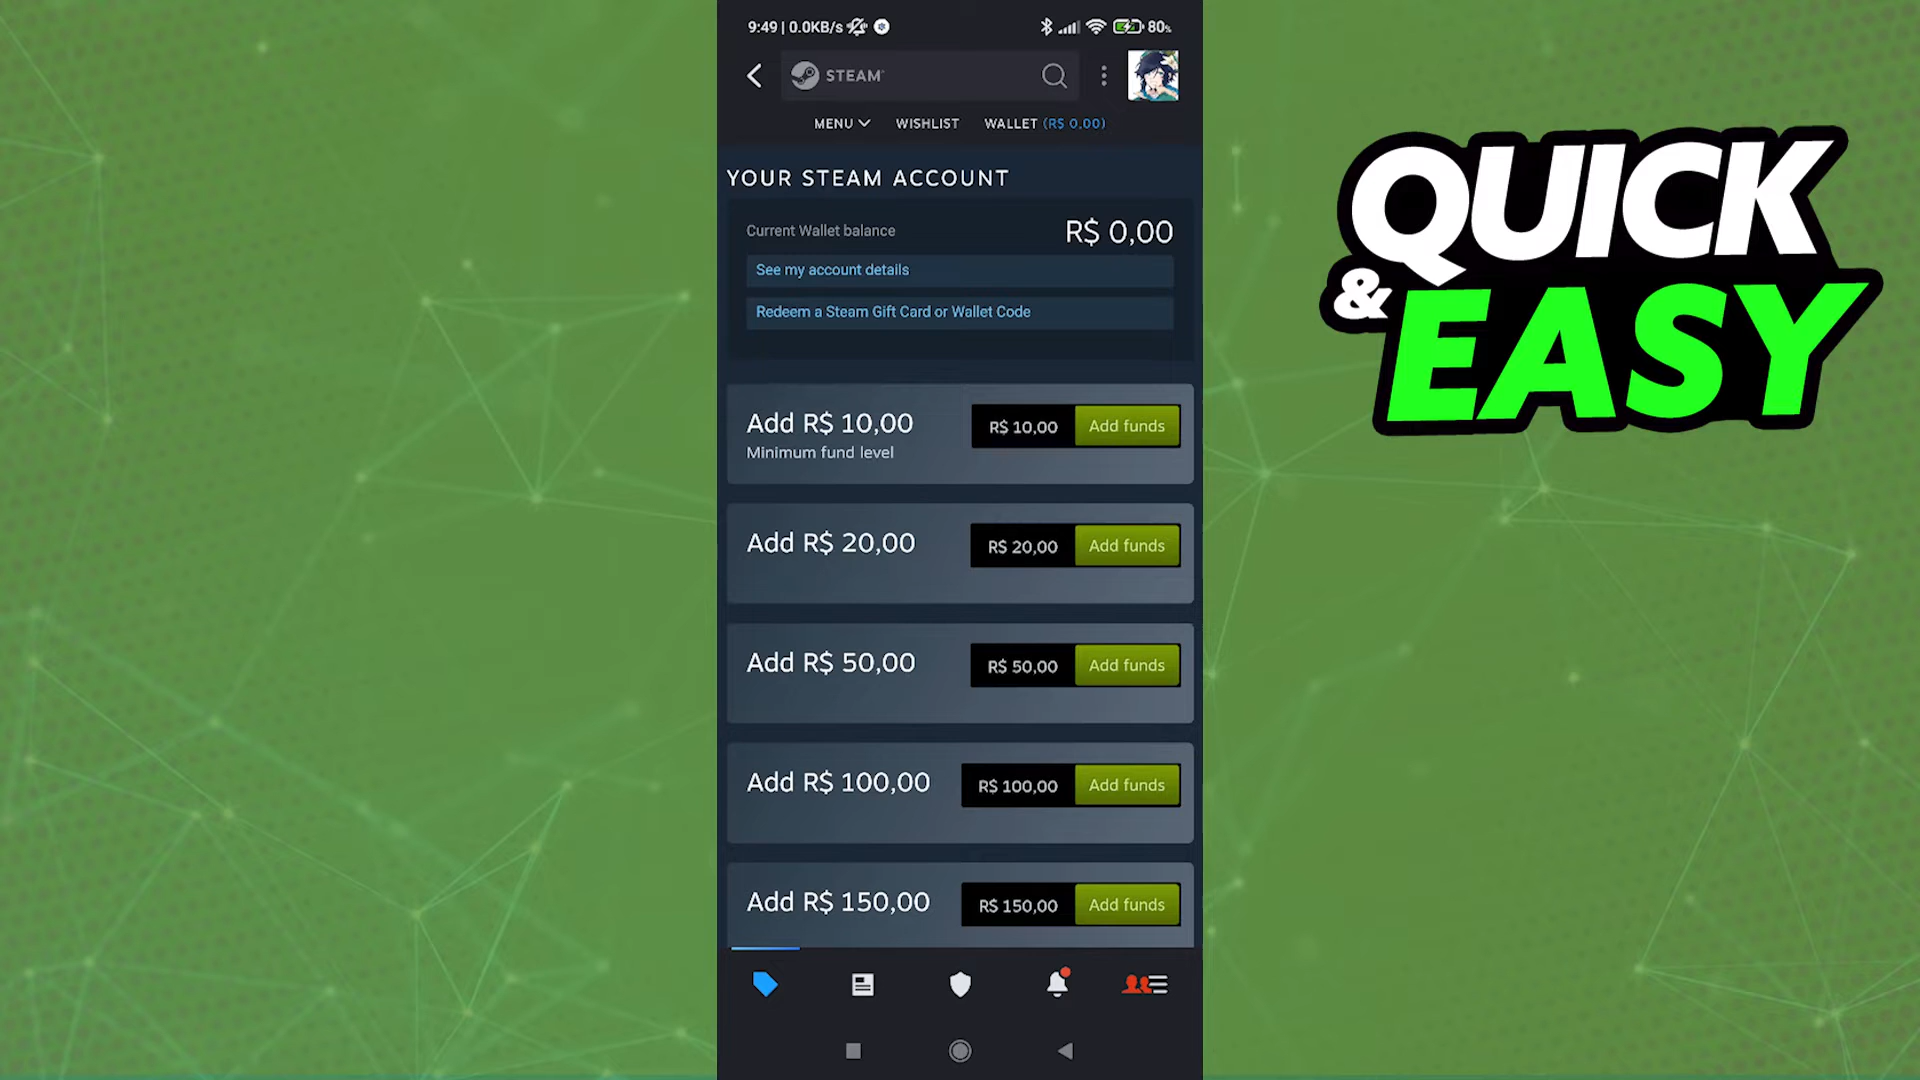 9:49 | 0.0KB/s
80%
STEAM
MENU
WISHLIST
WALLET (R$ 0,00)
YOUR STEAM ACCOUNT
Current Wallet balance
R$ 0,00
See my account details
Redeem a Steam Gift Card or Wallet Code
Add R$ 10,00
Minimum fund level
R$ 10,00
Add funds
Add R$ 20,00
R$ 20,00
Add funds
Add R$ 50,00
R$ 50,00
Add funds
Add R$ 100,00
R$ 100,00
Add funds
Add R$ 150,00
R$ 150,00
Add funds
QUICK
& EASY